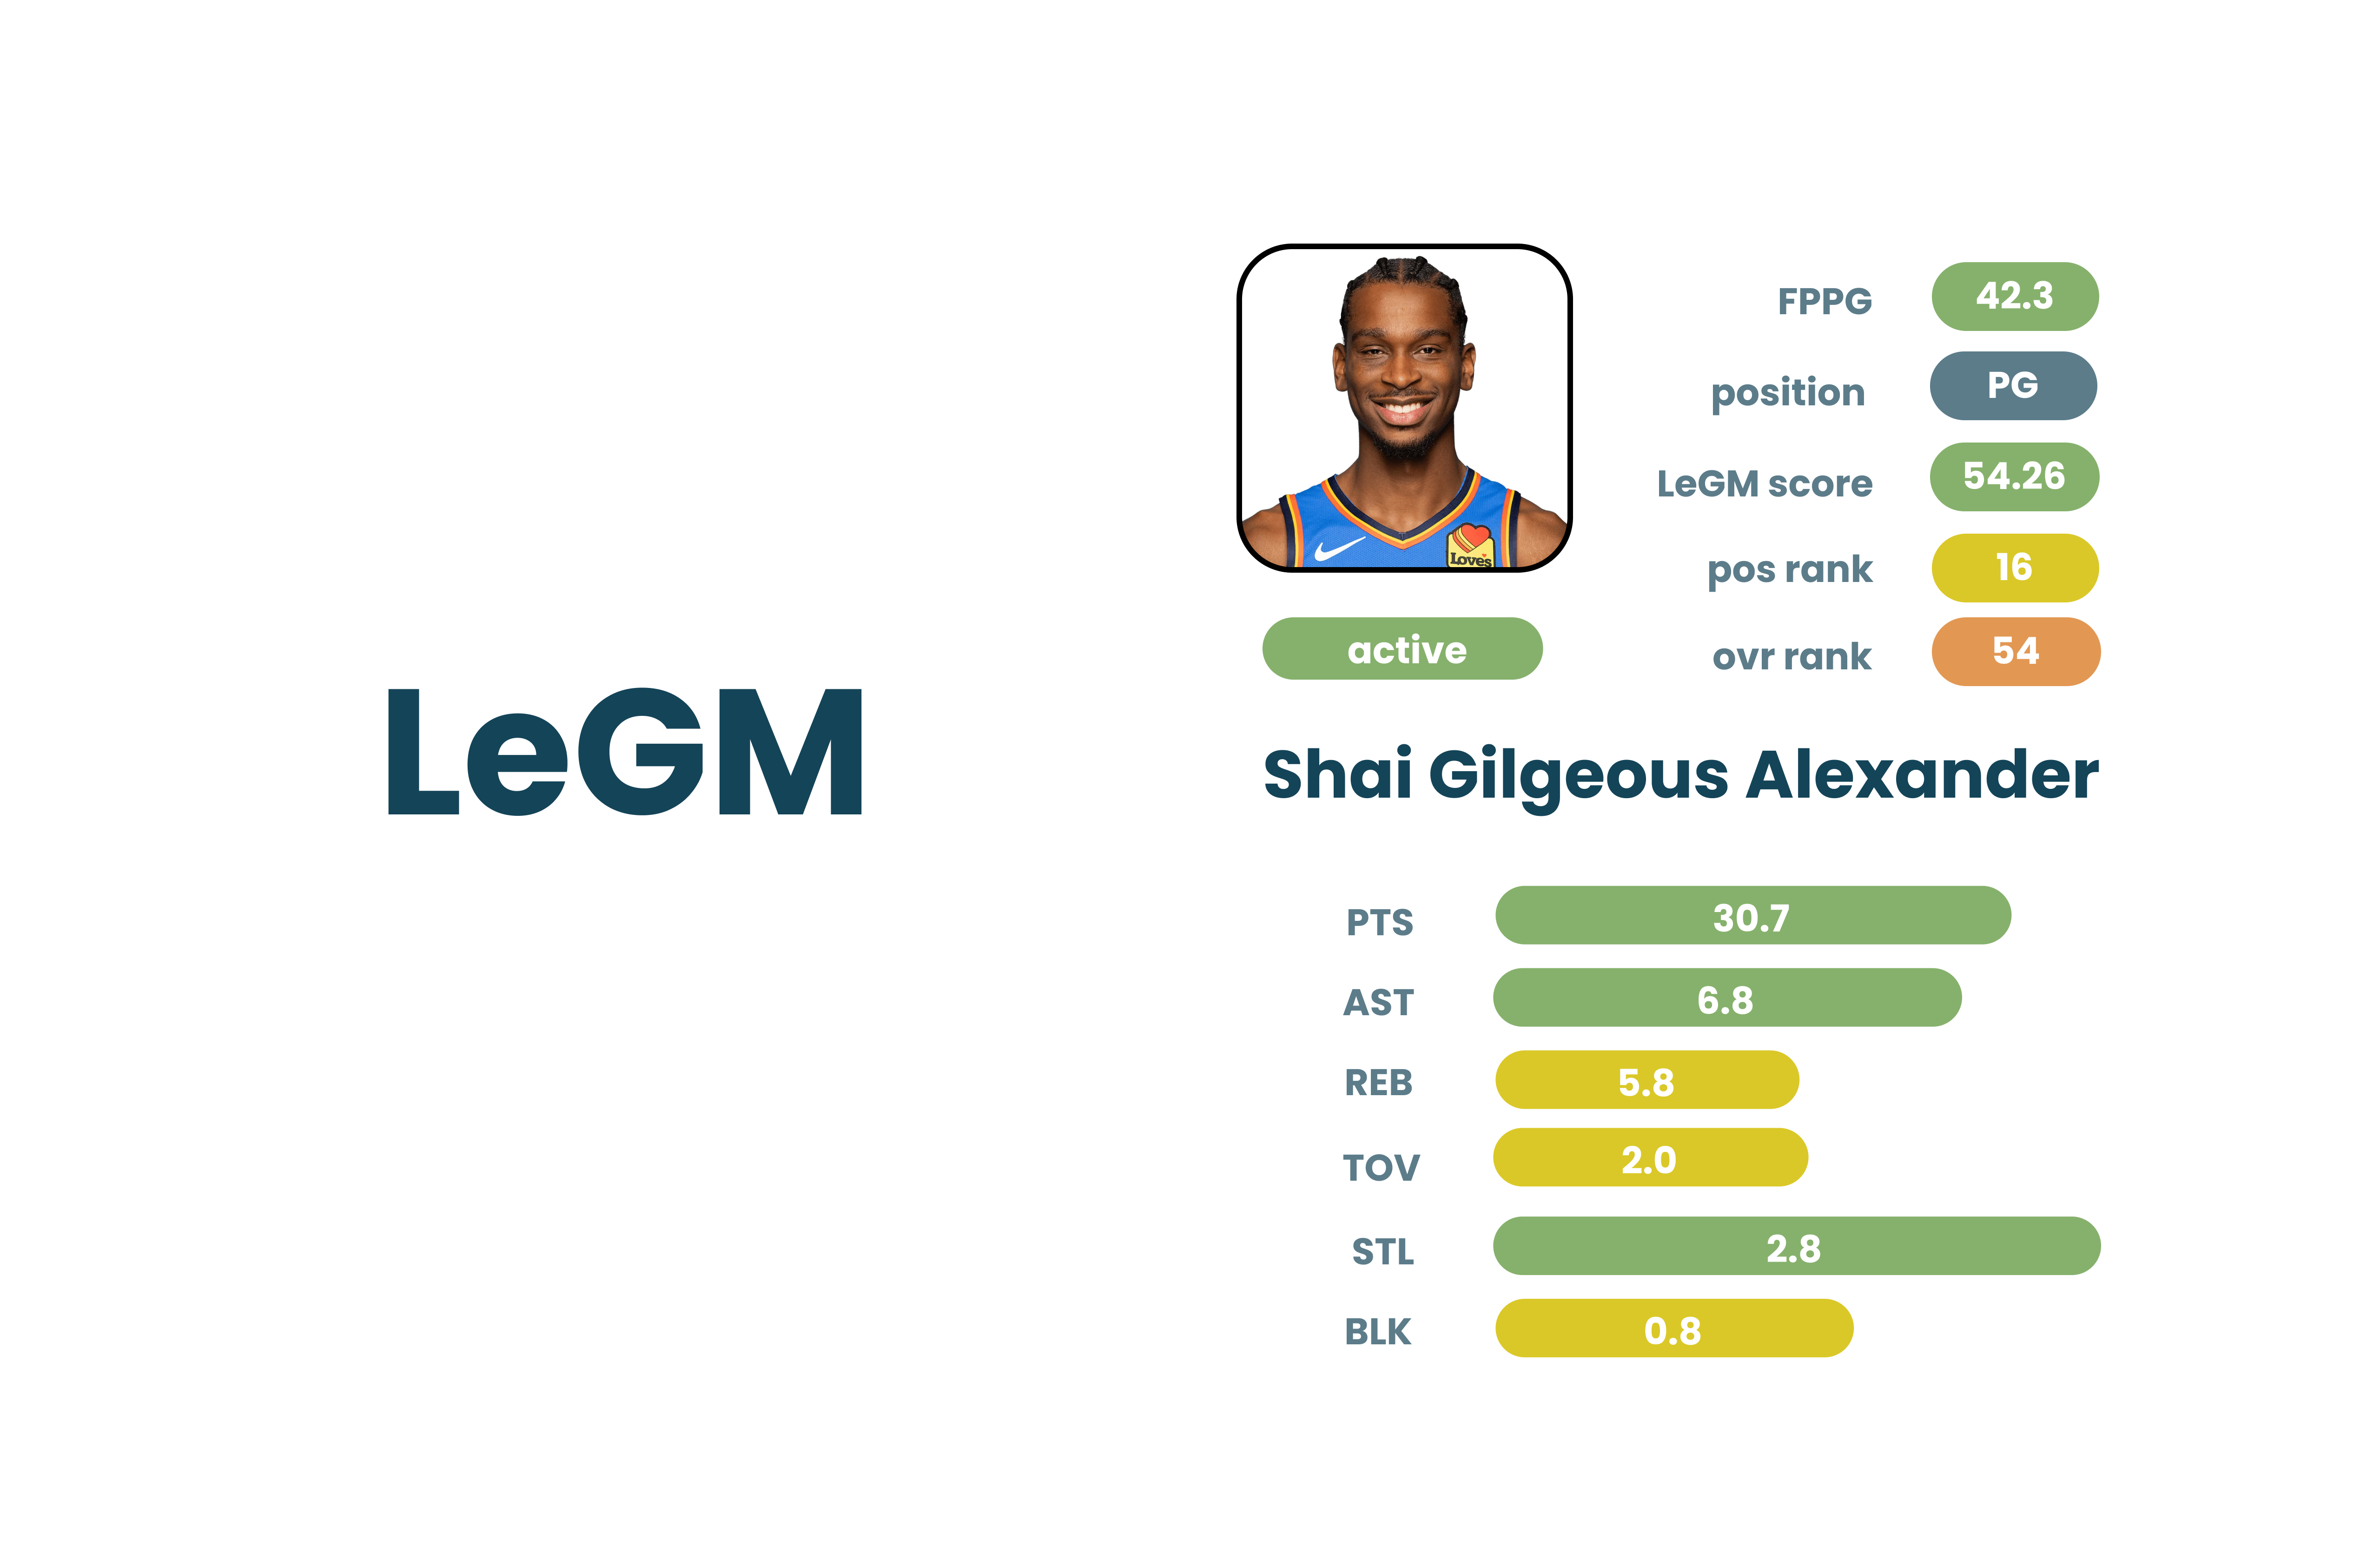 LeGM
FPPG 42.3
position PG
LeGM score 54.26
pos rank 16
ovr rank 54
Loves
active
Shai Gilgeous Alexander
PTS 30.7
AST 6.8
REB 5.8
TOV 2.0
STL 2.8
BLK 0.8